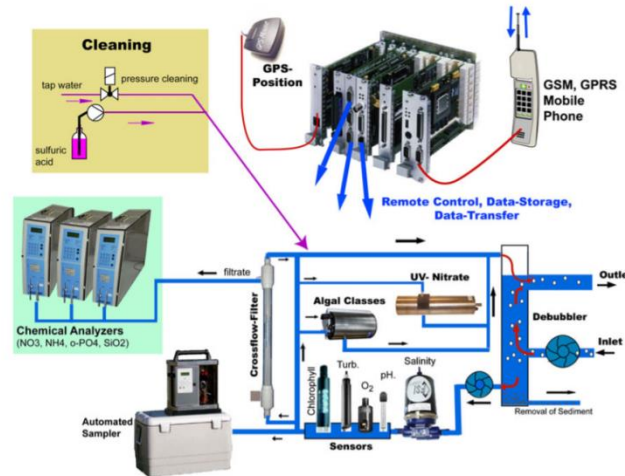 Cleaning
pressure cleaning
tap water
sulfuric
acid
GPS-
Position
GSM, GPRS
Mobile
Phone
Remote Control, Data-Storage,
Data-Transfer
Chemical Analyzers
(NO3, NH4, o-PO4, SiO2)
filtrate
Crossflow-Filter
Algal Classes
UV- Nitrate
Outlet
Debubbler
Inlet
Removal of Sediment
Automated
Sampler
Chlorophyll
Turb.
O2
pH.
Salinity
Sensors